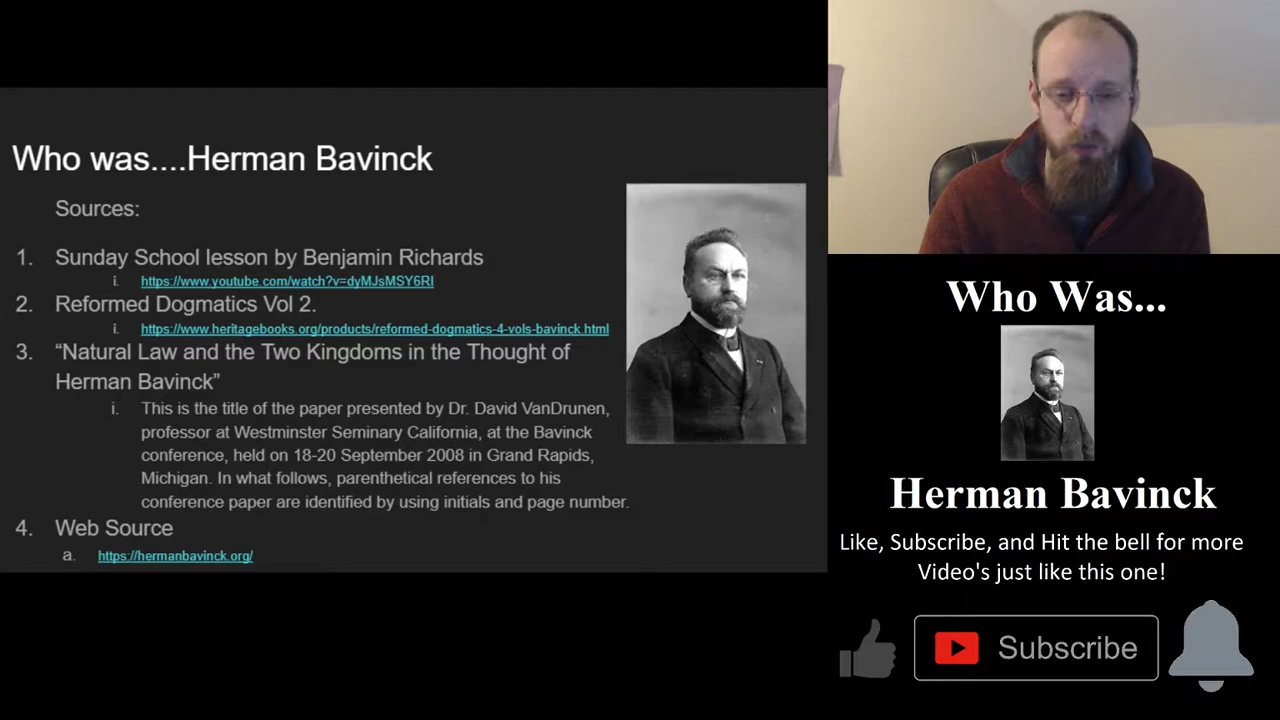 Who was....Herman Bavinck
Sources:
1. Sunday School lesson by Benjamin Richards
i. https://www.youtube.com/watch?v=dyMJsMSY6RI
2. Reformed Dogmatics Vol 2.
i. https://www.heritagebooks.org/products/reformed-dogmatics-4-vols-bavinck.html
3. “Natural Law and the Two Kingdoms in the Thought of
Herman Bavinck”
i. This is the title of the paper presented by Dr. David VanDrunen,
professor at Westminster Seminary California, at the Bavinck
conference, held on 18-20 September 2008 in Grand Rapids,
Michigan. In what follows, parenthetical references to his
conference paper are identified by using initials and page number.
4. Web Source
a. https://hermanbavinck.org/
Who Was...
Herman Bavinck
Like, Subscribe, and Hit the bell for more
Video's just like this one!
Subscribe